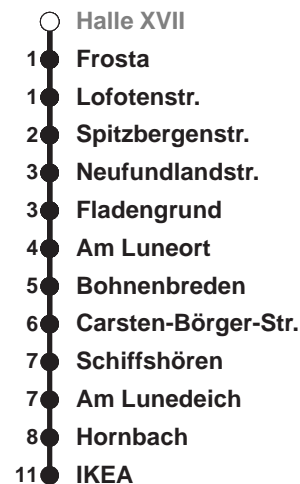 Halle XVII
1 Frosta
1 Lofotenstr.
2 Spitzbergenstr.
3 Neufundlandstr.
3 Fladengrund
4 Am Luneort
5 Bohnenbreden
6 Carsten-Börger-Str.
7 Schiffshören
7 Am Lunedeich
8 Hornbach
11 IKEA